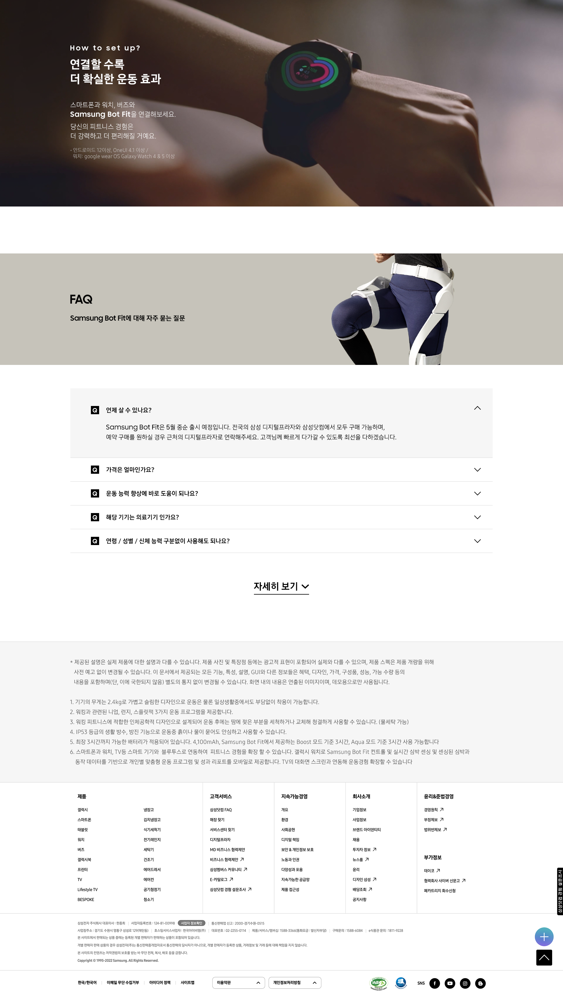 How to set up?
연결할 수록
더 확실한 운동 효과
스마트폰과 워치, 버즈와
Samsung Bot Fit을 연결해보세요.
당신의 피트니스 경험은
더 강력하고 더 편리해질 거예요.
* 안드로이드 12이상, OneUI 4.1 이상 /
워치: google wear OS Galaxy Watch 4 & 5 이상
5108
43
210
FAQ
Samsung Bot Fit에 대해 자주 묻는 질문
Q 언제 살 수 있나요?
Samsung Bot Fit은 5월 중순 출시 예정입니다. 전국의 삼성 디지털프라자와 삼성닷컴에서 모두 구매 가능하며,
예약 구매를 원하실 경우 근처의 디지털프라자로 연락해주세요. 고객님께 빠르게 다가갈 수 있도록 최선을 다하겠습니다.
Q 가격은 얼마인가요?
Q 운동 능력 향상에 바로 도움이 되나요?
Q 해당 기기는 의료기기 인가요?
Q 연령 / 성별 / 신체 능력 구분없이 사용해도 되나요?
자세히 보기
* 제공된 설명은 실제 제품에 대한 설명과 다를 수 있습니다. 제품 사진 및 특장점 등에는 광고적 표현이 포함되어 실제와 다를 수 있으며, 제품 스펙은 제품 개량을 위해
사전 예고 없이 변경될 수 있습니다. 이 문서에서 제공되는 모든 기능, 특성, 설명, GUI와 다른 정보들은 혜택, 디자인, 가격, 구성품, 성능, 가능 수량 등의
내용을 포함하며(단, 이에 국한되지 않음) 별도의 통지 없이 변경될 수 있습니다. 화면 내의 내용은 연출된 이미지이며, 데모용으로만 사용됩니다.
1. 기기의 무게는 2.4kg로 가볍고 슬림한 디자인으로 운동은 물론 일상생활중에서도 부담없이 착용이 가능합니다.
2. 워킹과 관련된 니업, 런지, 스플릿잭 3가지 운동 프로그램을 제공합니다.
3. 워킹 피트니스에 적합한 인체공학적 디자인으로 설계되어 운동 후에는 땀에 젖은 부분을 세척하거나 교체해 청결하게 사용할 수 있습니다. (물세탁 가능)
4. IP53 등급의 생활 방수, 방진 기능으로 운동중 흙이나 물이 묻어도 안심하고 사용할 수 있습니다.
5. 최장 3시간까지 가능한 배터리가 적용되어 있습니다. 4,100mAh, Samsung Bot Fit에서 제공하는 Boost 모드 기준 3시간, Aqua 모드 기준 3시간 사용 가능합니다
6. 스마트폰과 워치, TV등 스마트 기기와 블루투스로 연동하여 피트니스 경험을 확장 할 수 있습니다. 갤럭시 워치로 Samsung Bot Fit 컨트롤 및 실시간 심박 센싱 및 센싱된 심박과
동작 데이터를 기반으로 개인별 맞춤형 운동 프로그램 및 성과 리포트를 모바일로 제공합니다. TV의 대화면 스크린과 연동해 운동경험 확장할 수 있습니다
제품
갤럭시
스마트폰
태블릿
워치
버즈
갤럭시북
프린터
TV
Lifestyle TV
BESPOKE
냉장고
김치냉장고
식기세척기
전기레인지
세탁기
건조기
에어드레서
에어컨
공기청정기
청소기
고객서비스
삼성닷컴 FAQ
매장 찾기
서비스센터 찾기
디지털프라자
MD 비즈니스 협력제안
비즈니스 협력제안
삼성멤버스 커뮤니티
E-카탈로그
삼성닷컴 경험 설문조사
지속가능경영
개요
환경
사회공헌
디지털 책임
보안 & 개인정보 보호
노동과 인권
다양성과 포용
지속가능한 공급망
제품 접근성
회사소개
기업정보
사업정보
브랜드 아이덴티티
채용
투자자 정보
뉴스룸
윤리
디자인 삼성
배당조회
공지사항
윤리&준법경영
경영원칙
부정제보
법위반제보
부가정보
데이코
협력회사 사이버 신문고
폐카트리지 회수신청
삼성닷컴 경험 설문조사
삼성전자 주식회사 대표이사 : 한종희 | 사업자등록번호 : 124-81-00998 사업자 정보확인 | 통신판매업 신고 : 2000-경기수원-0515
사업장주소 : 경기도 수원시 영통구 삼성로 129(매탄동) | 호스팅서비스사업자 : 한국아이비엠(주) | 대표번호 : 02-2255-0114 | 제품/서비스/멤버십: 1588-3366(통화요금 : 발신자부담) | 구매문의 : 1588-6084 | e식품관 문의 : 1811-9228
본 사이트에서 판매되는 상품 중에는 등록된 개별 판매자가 판매하는 상품이 포함되어 있습니다.
개별 판매자 판매 상품의 경우 삼성전자(주)는 통신판매중개업자로서 통신판매의 당사자가 아니므로, 개별 판매자가 등록한 상품, 거래정보 및 거래 등에 대해 책임을 지지 않습니다.
본 사이트의 컨텐츠는 저작권법의 보호를 받는 바 무단 전재, 복사, 배포 등을 금합니다.
Copyright © 1995-2022 Samsung. All Rights Reserved.
한국/한국어 | 이메일 무단 수집거부 | 아이디어 정책 | 사이트맵
이용약관
개인정보처리방침
WA
SNS